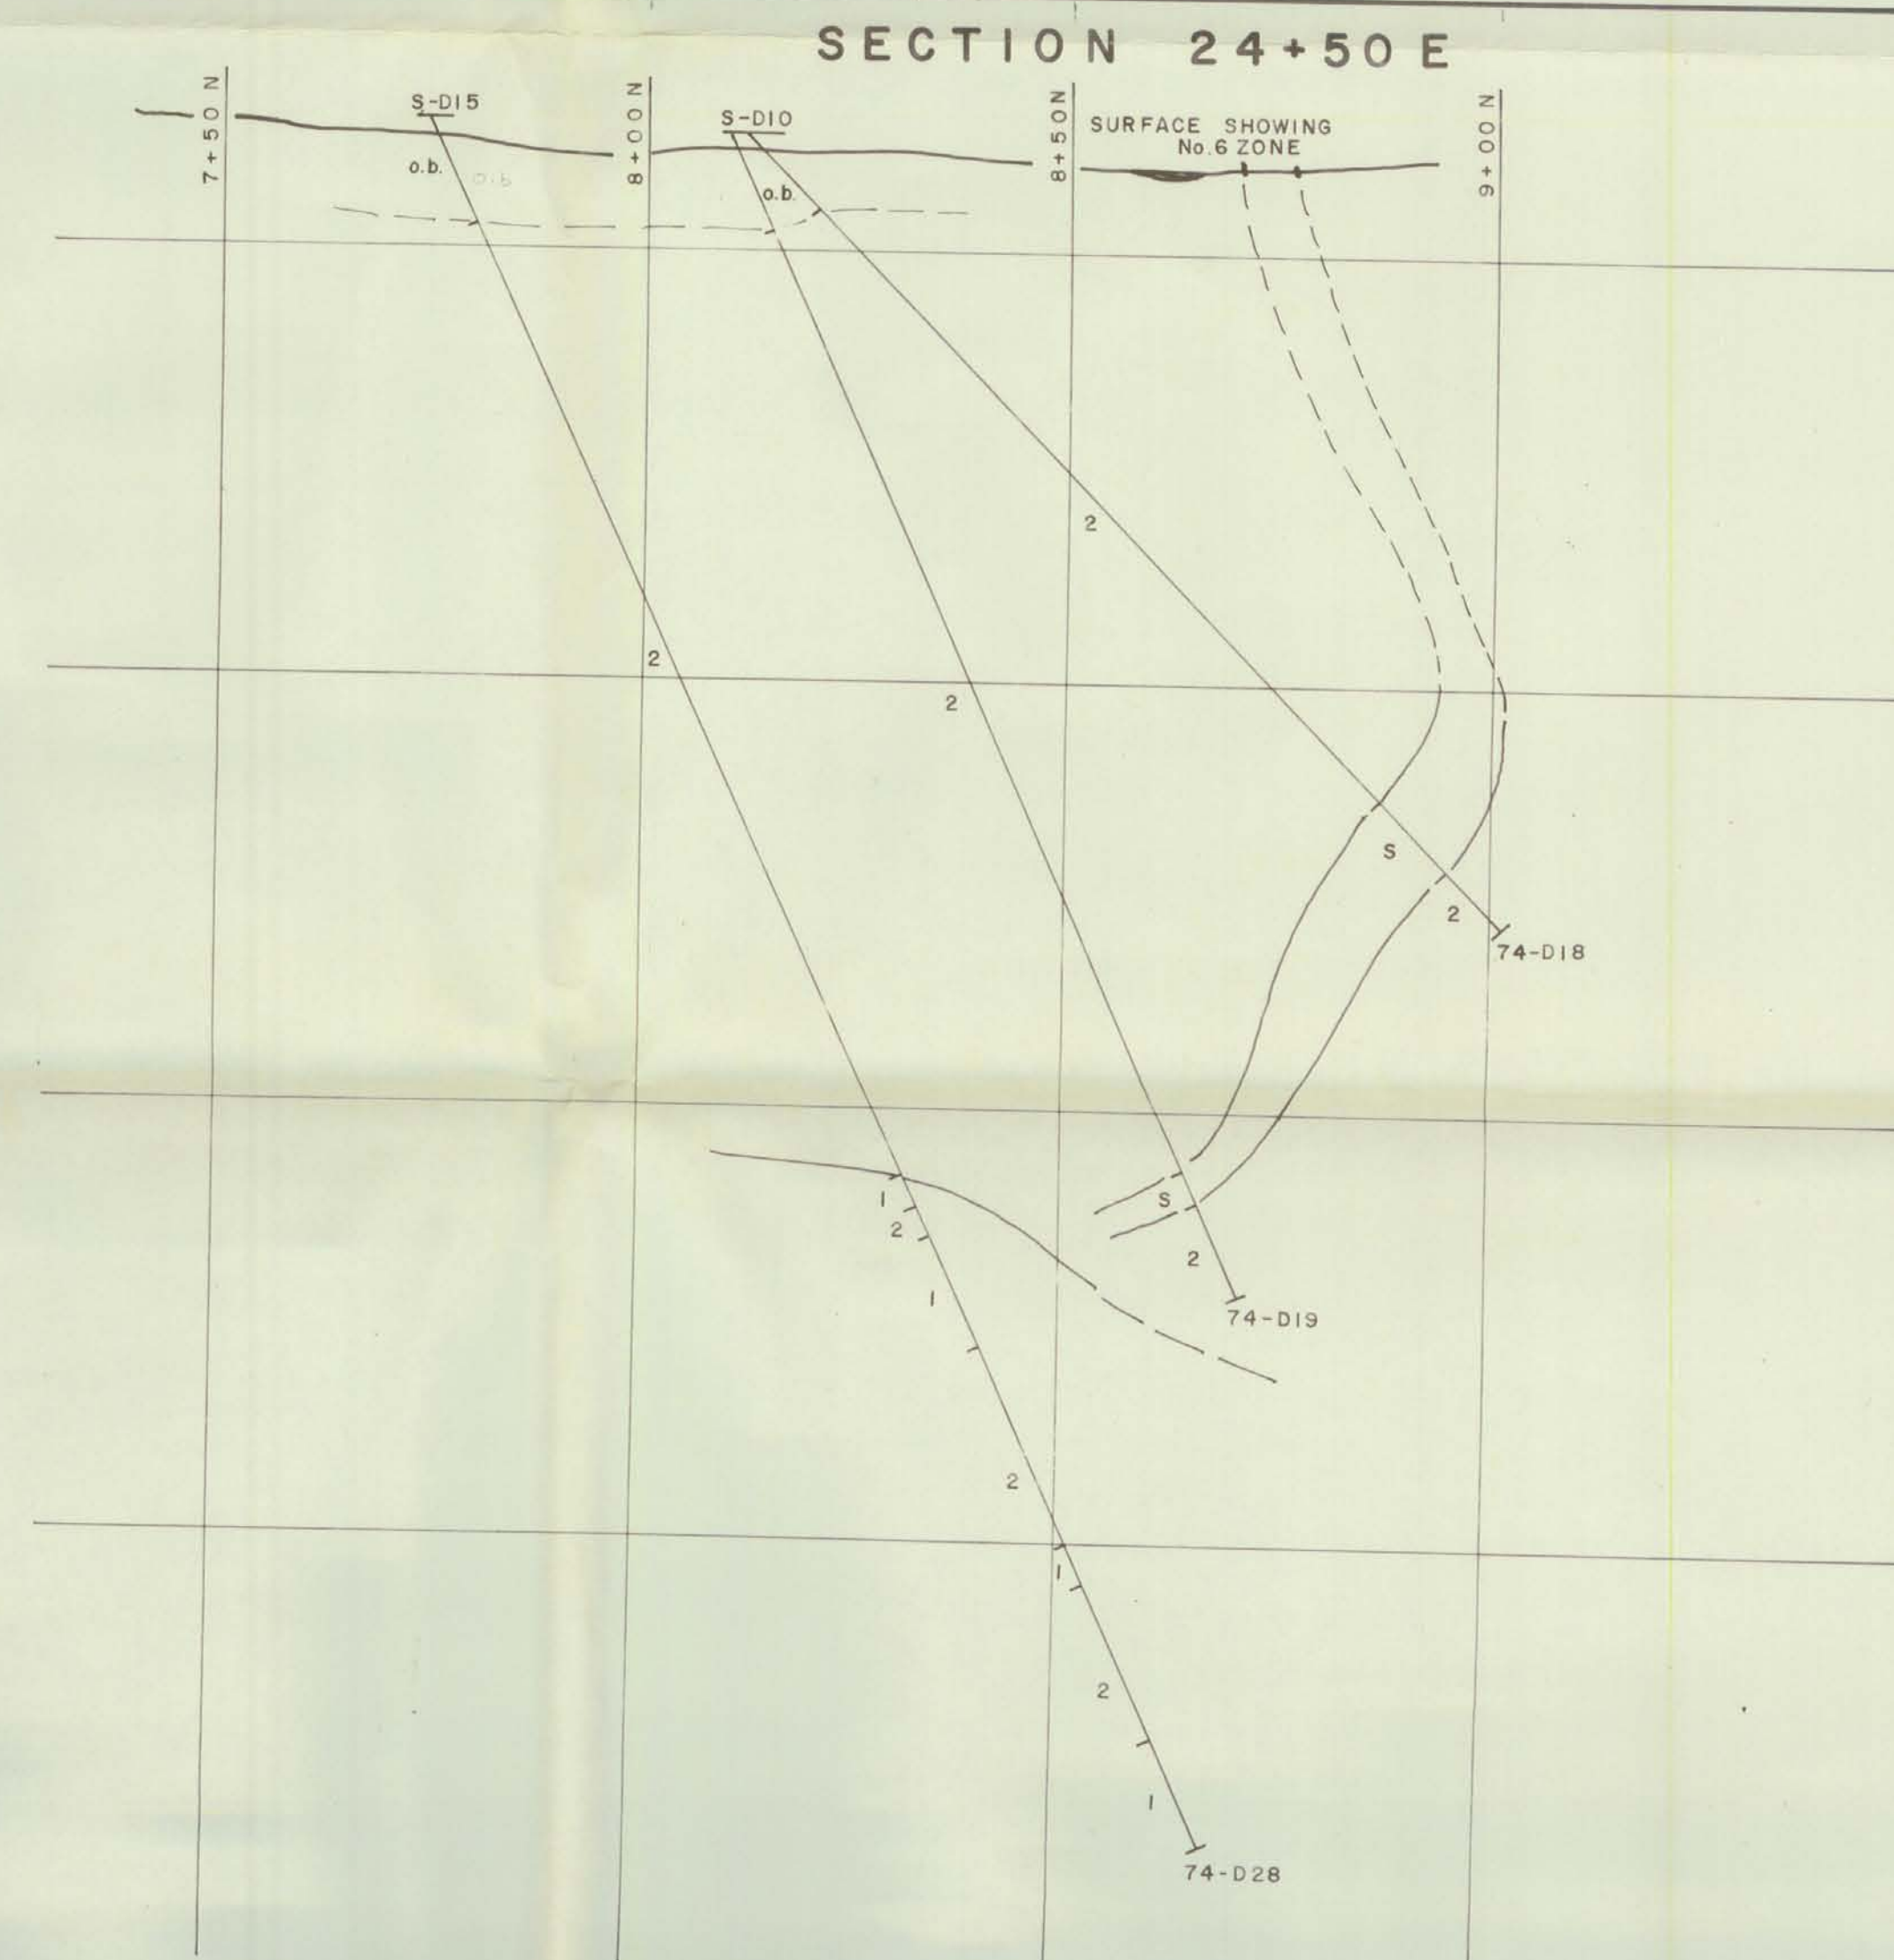 SECTION 24+50 E
7+50 N
S-D15
8+00 N
S-D10
8+50 N
SURFACE SHOWING
No.6 ZONE
9+00 N
o.b.
o.b
o.b.
2
2
2
S
2
74-D18
1
S
2
2
1
74-D19
2
1
2
1
74-D28